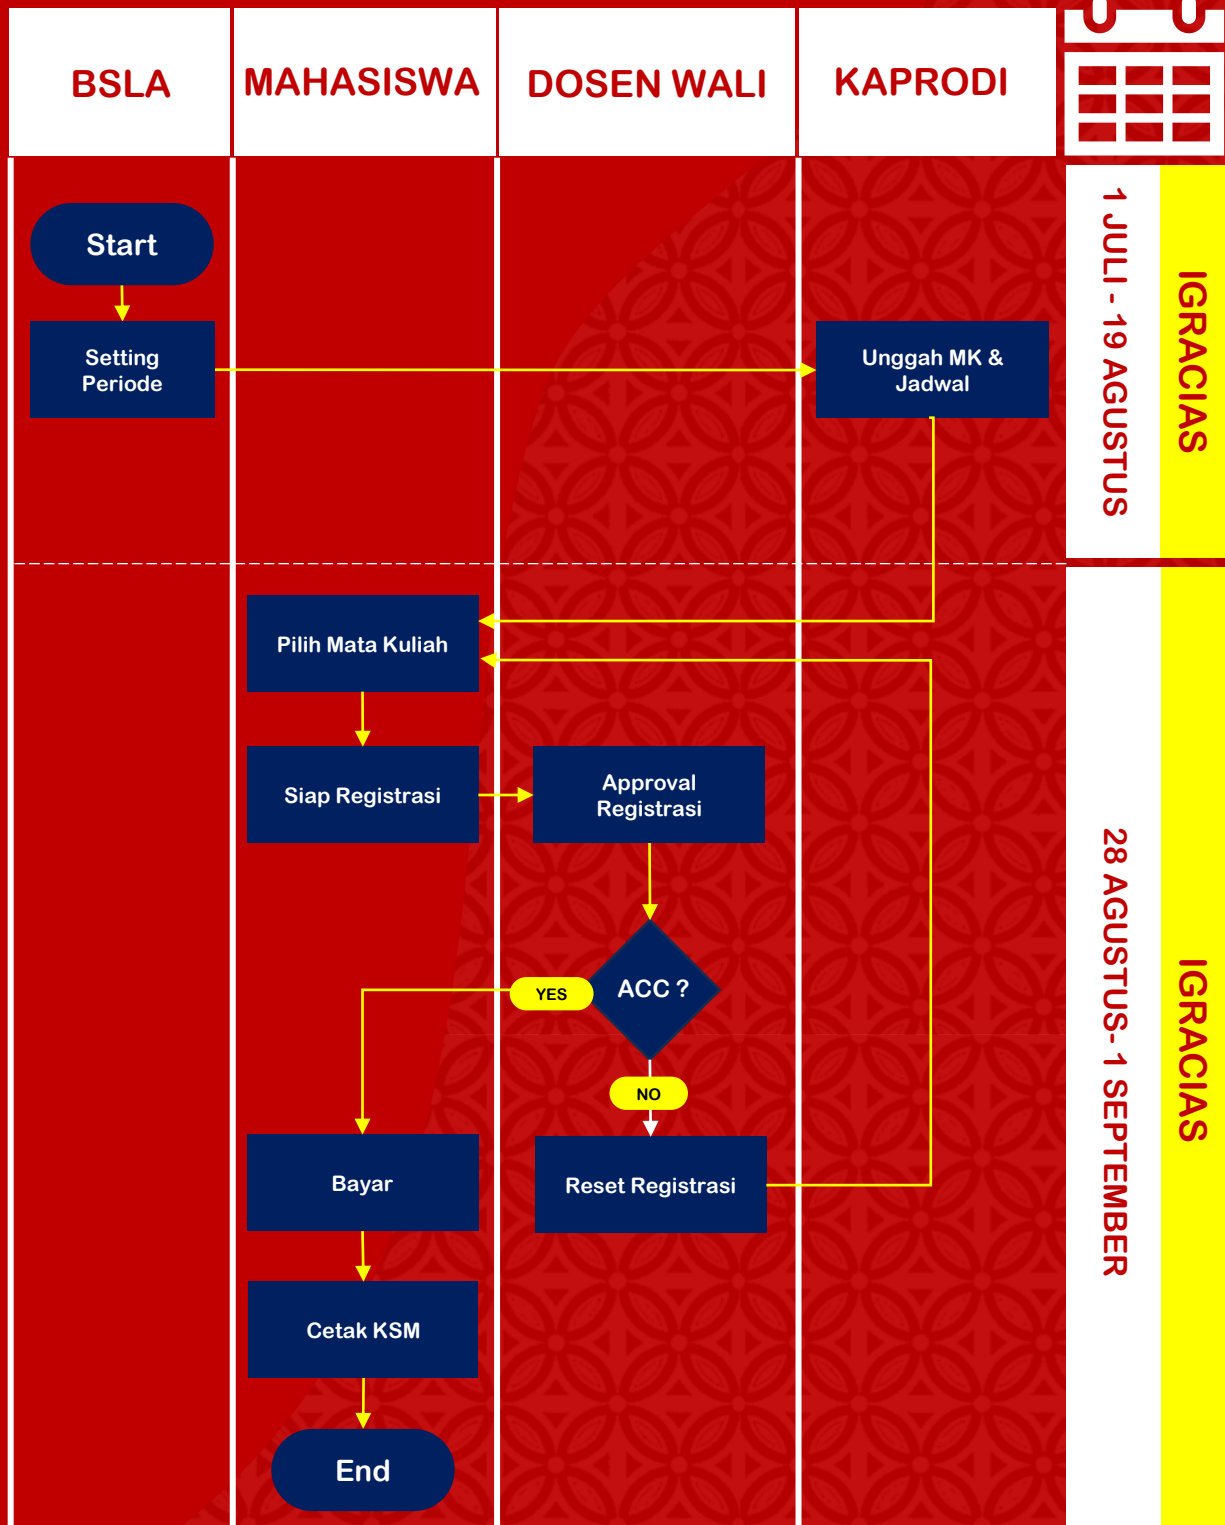 BSLA
MAHASISWA
DOSEN WALI
KAPRODI
Start
Setting
Periode
Unggah MK &
Jadwal
1 JULI - 19 AGUSTUS
IGRACIAS
Pilih Mata Kuliah
Siap Registrasi
Approval
Registrasi
ACC ?
YES
NO
Bayar
Reset Registrasi
Cetak KSM
End
28 AGUSTUS- 1 SEPTEMBER
IGRACIAS